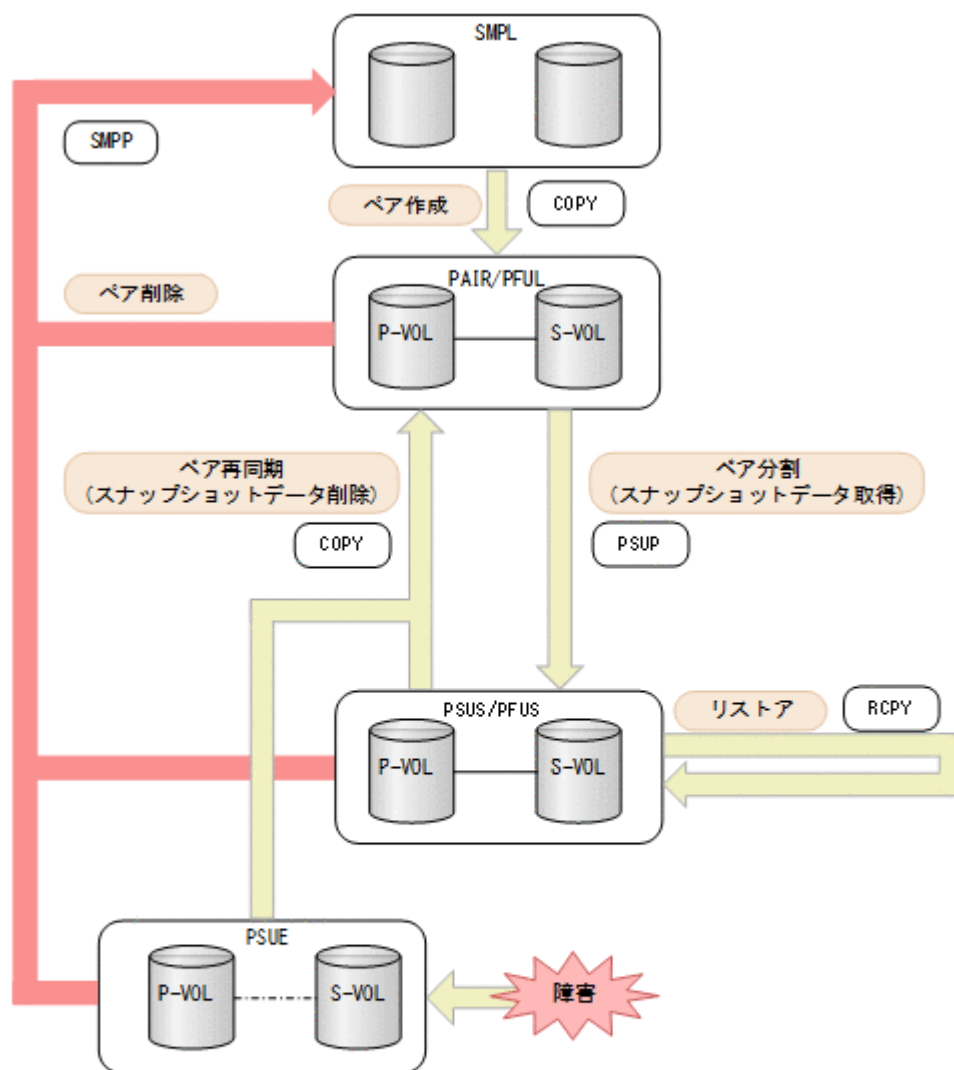 SMPL
SMPP
ペア作成
COPY
PAIR/PFUL
ペア削除
P-VOL
S-VOL
ペア再同期
(スナップショットデータ削除)
COPY
ペア分割
(スナップショットデータ取得)
PSUP
PSUS/PFUS
リストア
RCPY
P-VOL
S-VOL
PSUE
P-VOL
S-VOL
障害